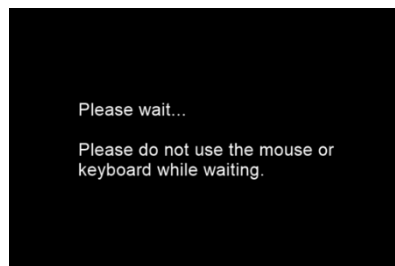 Please wait...
Please do not use the mouse or
keyboard while waiting.